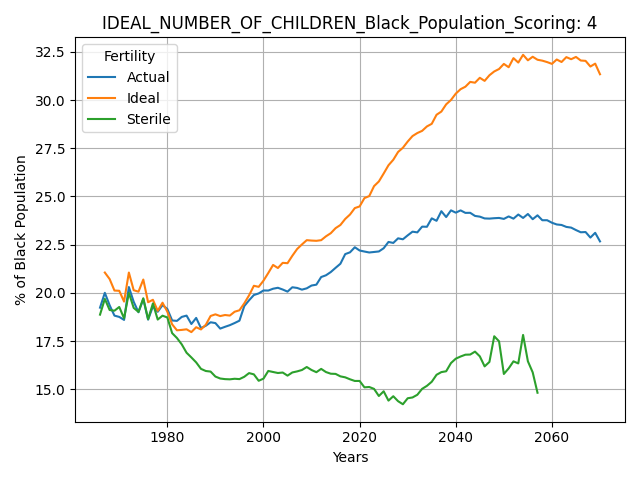 IDEAL_NUMBER_OF_CHILDREN_Black_Population_Scoring: 4
Fertility
Actual
Ideal
Sterile
% of Black Population
32.5
30.0
27.5
25.0
22.5
20.0
17.5
15.0
1980 2000 2020 2040 2060
Years